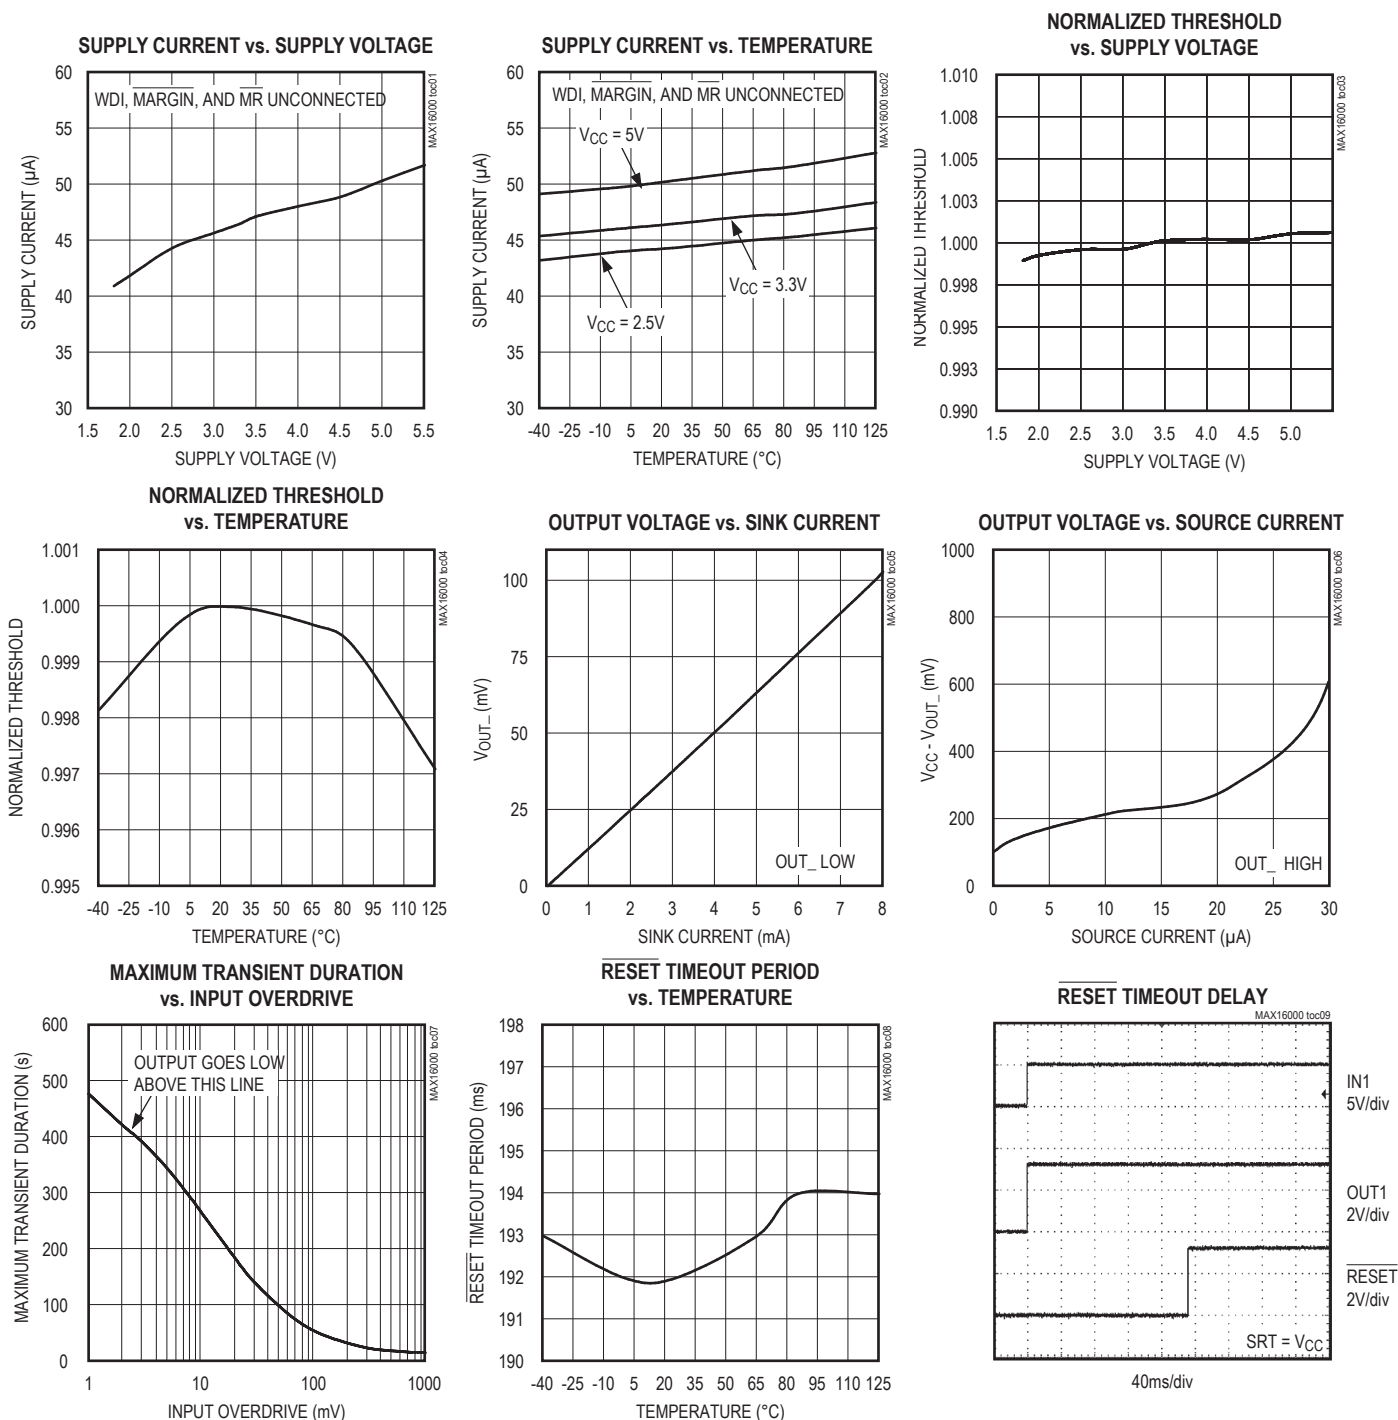 SUPPLY CURRENT vs. SUPPLY VOLTAGE
MAX16000 toc01
WDI, MARGIN, AND MR UNCONNECTED
SUPPLY CURRENT (µA)
60
55
50
45
40
35
30
1.5 2.0 2.5 3.0 3.5 4.0 4.5 5.0 5.5
SUPPLY VOLTAGE (V)
SUPPLY CURRENT vs. TEMPERATURE
MAX16000 toc02
WDI, MARGIN, AND MR UNCONNECTED
VCC = 5V
VCC = 3.3V
VCC = 2.5V
SUPPLY CURRENT (µA)
60
55
50
45
40
35
30
-40 -25 -10 5 20 35 50 65 80 95 110 125
TEMPERATURE (°C)
NORMALIZED THRESHOLD
vs. SUPPLY VOLTAGE
MAX16000 toc03
NORMALIZED THRESHOLD
1.010
1.008
1.005
1.003
1.000
0.998
0.995
0.993
0.990
1.5 2.0 2.5 3.0 3.5 4.0 4.5 5.0
SUPPLY VOLTAGE (V)
NORMALIZED THRESHOLD
vs. TEMPERATURE
MAX16000 toc04
NORMALIZED THRESHOLD
1.001
1.000
0.999
0.998
0.997
0.996
0.995
-40 -25 -10 5 20 35 50 65 80 95 110 125
TEMPERATURE (°C)
OUTPUT VOLTAGE vs. SINK CURRENT
MAX16000 toc05
VOUT_ (mV)
100
75
50
25
0
OUT_ LOW
0 1 2 3 4 5 6 7 8
SINK CURRENT (mA)
OUTPUT VOLTAGE vs. SOURCE CURRENT
MAX16000 toc06
VCC - VOUT_ (mV)
1000
800
600
400
200
0
OUT_ HIGH
0 5 10 15 20 25 30
SOURCE CURRENT (µA)
MAXIMUM TRANSIENT DURATION
vs. INPUT OVERDRIVE
MAX16000 toc07
OUTPUT GOES LOW
ABOVE THIS LINE
MAXIMUM TRANSIENT DURATION (s)
600
500
400
300
200
100
0
1 10 100 1000
INPUT OVERDRIVE (mV)
RESET TIMEOUT PERIOD
vs. TEMPERATURE
MAX16000 toc08
RESET TIMEOUT PERIOD (ms)
198
197
196
195
194
193
192
191
190
-40 -25 -10 5 20 35 50 65 80 95 110 125
TEMPERATURE (°C)
RESET TIMEOUT DELAY
MAX16000 toc09
IN1
5V/div
OUT1
2V/div
RESET
2V/div
SRT = VCC
40ms/div